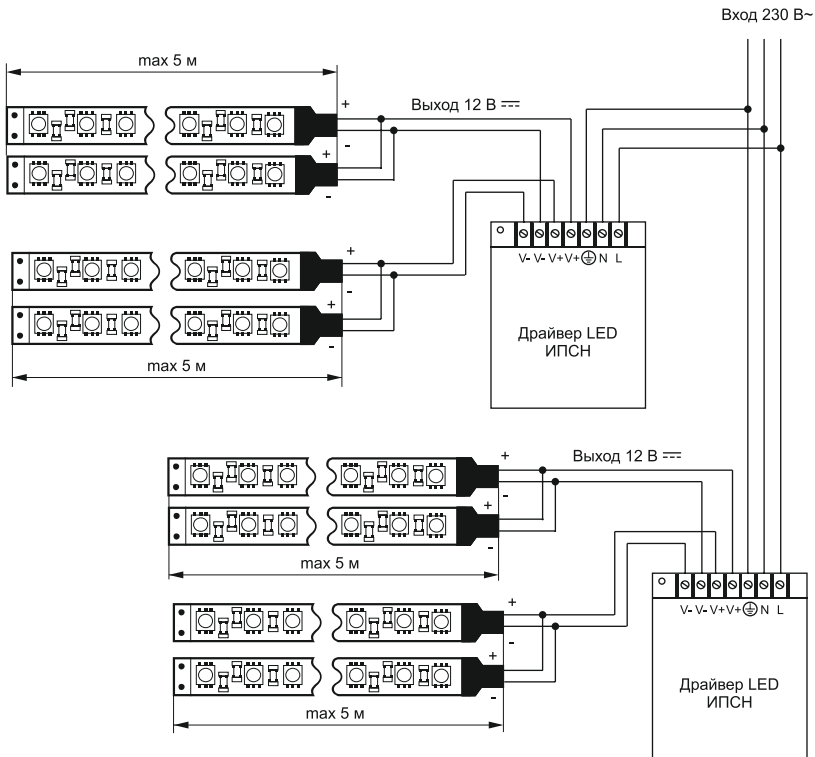 Вход 230 В~
max 5 м
+
Выход 12 В
-
+
-
+
-
+
-
V- V- V+ V+ N L
Драйвер LED
ИПСН
max 5 м
+
Выход 12 В
-
+
-
max 5 м
+
-
+
-
V- V- V+ V+ N L
Драйвер LED
ИПСН
max 5 м